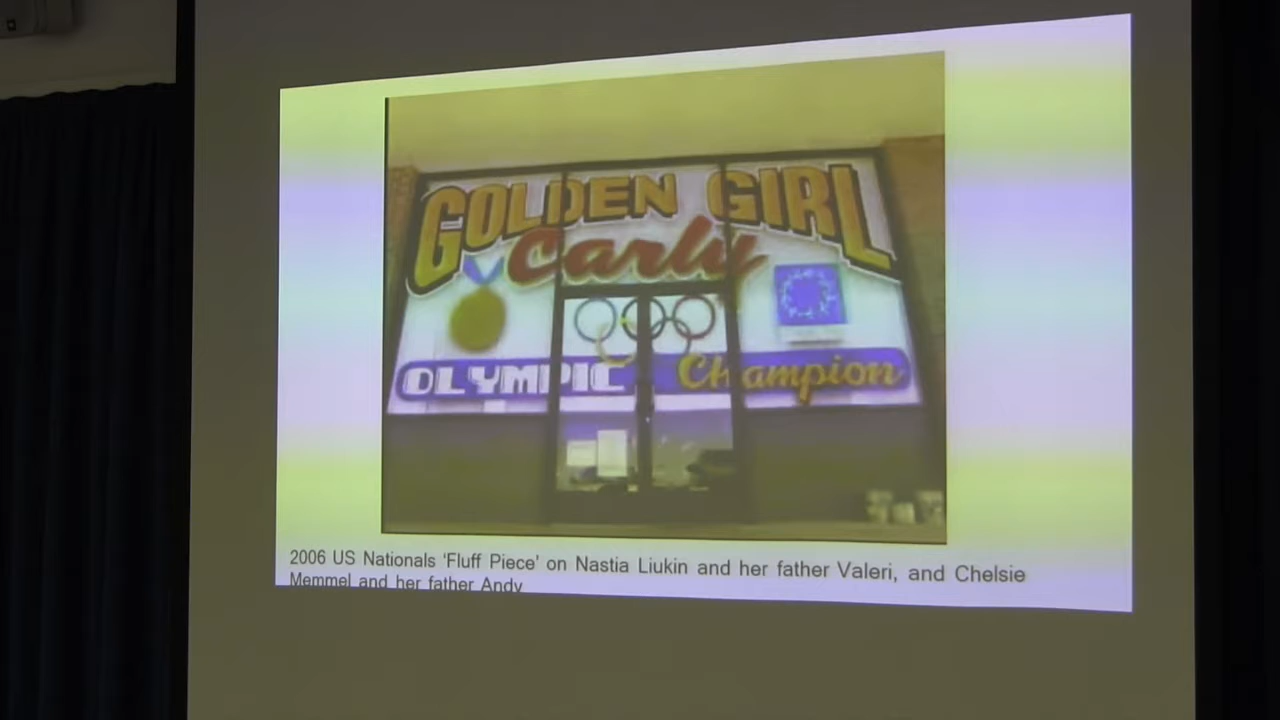 GOLDEN GIRL
Carly
OLYMPIC Champion
2006 US Nationals ‘Fluff Piece’ on Nastia Liukin and her father Valeri, and Chelsie
Memmel and her father Andy